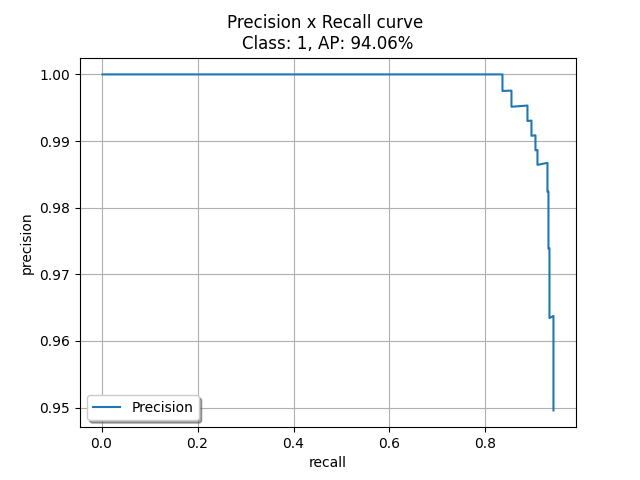 Precision x Recall curve
Class: 1, AP: 94.06%
1.00
0.99
0.98
0.97
0.96
0.95
precision
Precision
0.0 0.2 0.4 0.6 0.8
recall